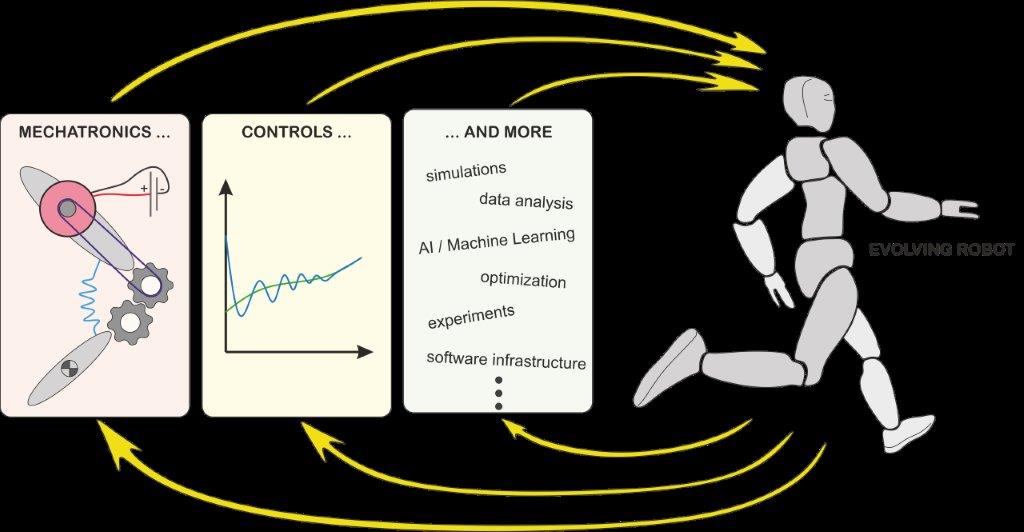 MECHATRONICS ...
CONTROLS ...
... AND MORE
+ -
simulations
data analysis
AI / Machine Learning
optimization
experiments
software infrastructure
EVOLVING ROBOT